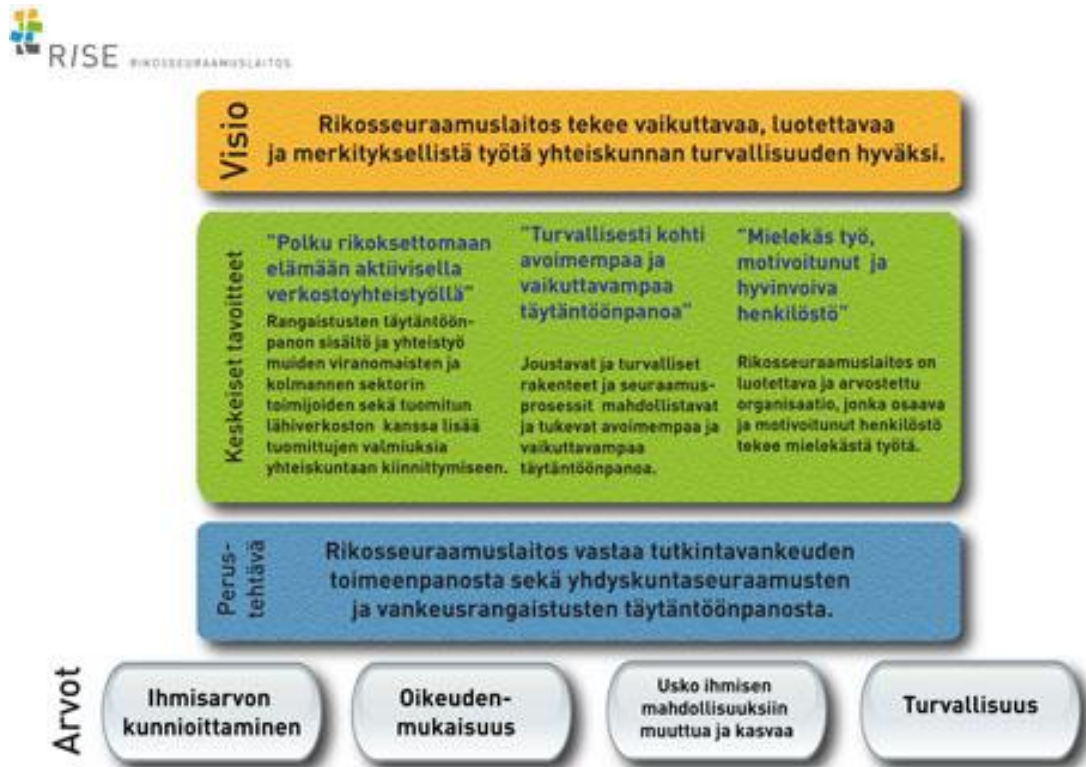 RISE RIKOSSEURAAMUSLAITOS
Visio
Rikosseuraamuslaitos tekee vaikuttavaa, luotettavaa
ja merkityksellistä työtä yhteiskunnan turvallisuuden hyväksi.
Keskeiset tavoitteet
"Polku rikoksettomaan
elämään aktiivisella
verkostoyhteistyöllä"
Rangaistusten täytäntöön-
panon sisältö ja yhteistyö
muiden viranomaisten ja
kolmannen sektorin
toimijoiden sekä tuomitun
lähiverkoston kanssa lisää
tuomittujen valmiuksia
yhteiskuntaan kiinnittymiseen.
"Turvallisesti kohti
avoimempaa ja
vaikuttavampaa
täytäntöönpanoa"
Joustavat ja turvalliset
rakenteet ja seuraamus-
prosessit mahdollistavat
ja tukevat avoimempaa ja
vaikuttavampaa
täytäntöönpanoa.
"Mielekäs työ,
motivoitunut ja
hyvinvoiva
henkilöstö"
Rikosseuraamuslaitos on
luotettava ja arvostettu
organisaatio, jonka osaava
ja motivoitunut henkilöstö
tekee mielekästä työtä.
Perus-
tehtävä
Rikosseuraamuslaitos vastaa tutkintavankeuden
toimeenpanosta sekä yhdyskuntaseuraamusten
ja vankeusrangaistusten täytäntöönpanosta.
Arvot
Ihmisarvon
kunnioittaminen
Oikeuden-
mukaisuus
Usko ihmisen
mahdollisuuksiin
muuttua ja kasvaa
Turvallisuus